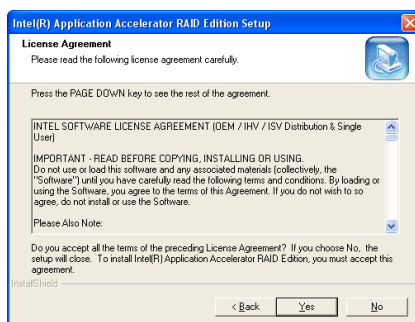 Intel(R) Application Accelerator RAID Edition Setup
License Agreement
Please read the following license agreement carefully.
Press the PAGE DOWN key to see the rest of the agreement.
INTEL SOFTWARE LICENSE AGREEMENT (OEM / IHV / ISV Distribution & Single
User)
IMPORTANT - READ BEFORE COPYING, INSTALLING OR USING.
Do not use or load this software and any associated materials (collectively, the
"Software") until you have carefully read the following terms and conditions. By loading or
using the Software, you agree to the terms of this Agreement. If you do not wish to so
agree, do not install or use the Software.
Please Also Note:
Do you accept all the terms of the preceding License Agreement? If you choose No, the
setup will close. To install Intel(R) Application Accelerator RAID Edition, you must accept this
agreement.
InstallShield
< Back
Yes
No